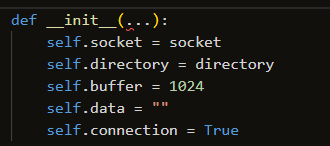 def __init__(...):
    self.socket = socket
    self.directory = directory
    self.buffer = 1024
    self.data = ""
    self.connection = True